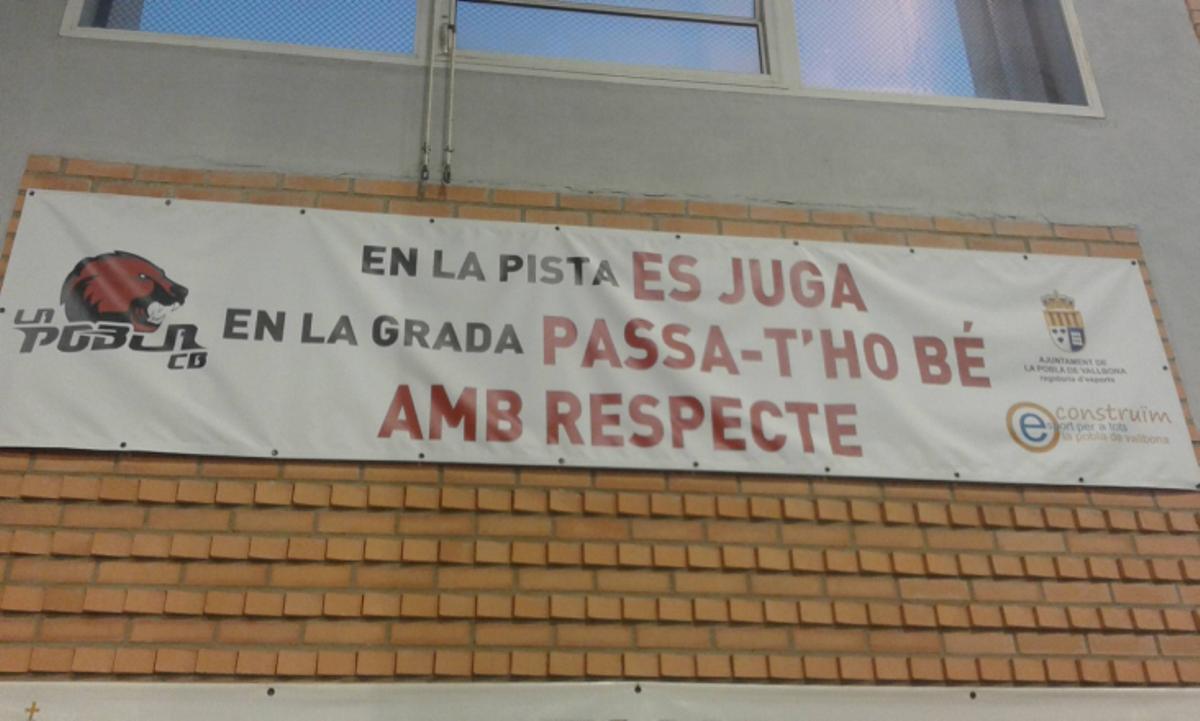 LA POBLA CB
EN LA PISTA ES JUGA
EN LA GRADA PASSA-T'HO BÉ
AMB RESPECTE
AJUNTAMENT DE
LA POBLA DE VALLBONA
regidoria d'esports
construïm
esport per a tots
la pobla de vallbona